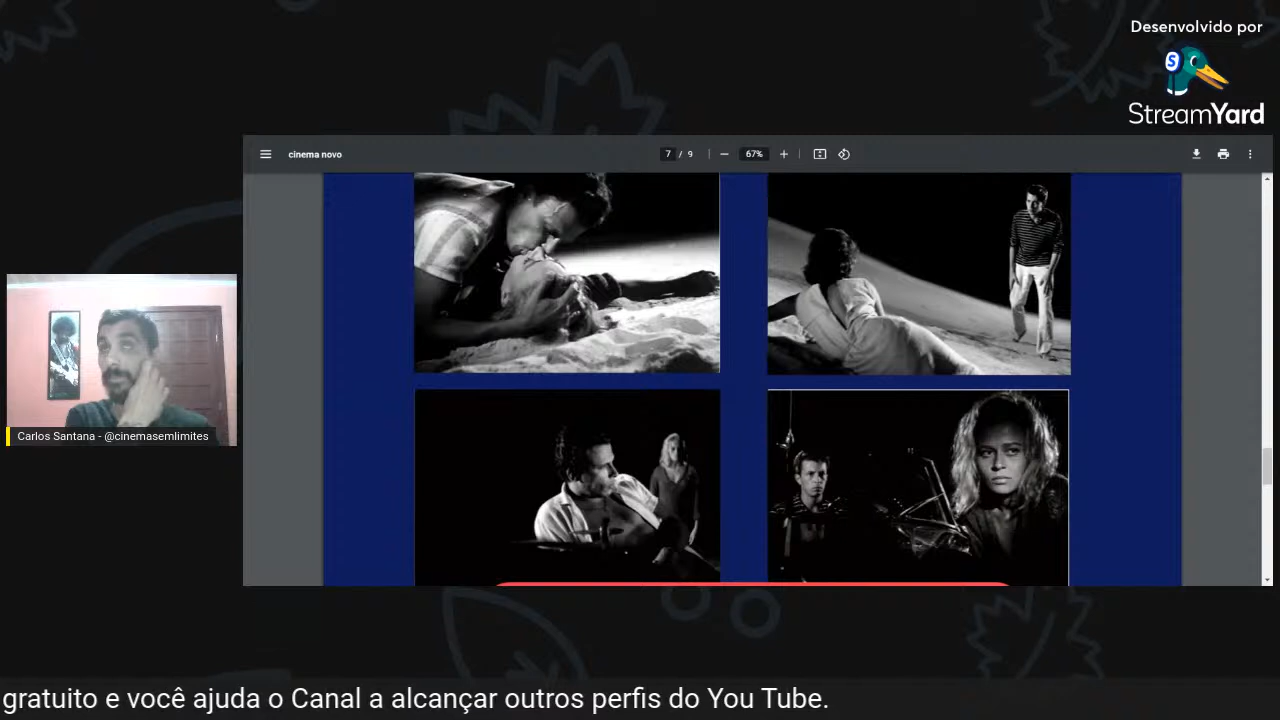 Desenvolvido por
StreamYard
cinema novo
7 / 9
67%
Carlos Santana - @cinemasemlimites
gratuito e você ajuda o Canal a alcançar outros perfis do You Tube.